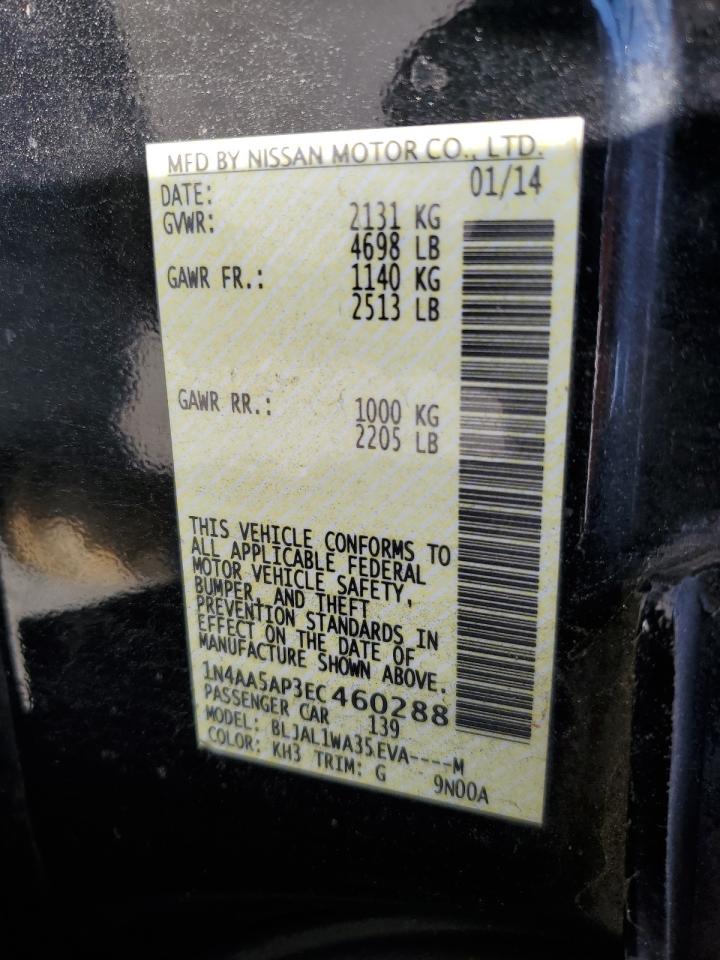 MFD BY NISSAN MOTOR CO., LTD.
DATE: 01/14
GVWR: 2131 KG
4698 LB
GAWR FR.: 1140 KG
2513 LB
GAWR RR.: 1000 KG
2205 LB
THIS VEHICLE CONFORMS TO
ALL APPLICABLE FEDERAL
MOTOR VEHICLE SAFETY,
BUMPER, AND THEFT
PREVENTION STANDARDS IN
EFFECT ON THE DATE OF
MANUFACTURE SHOWN ABOVE.
1N4AA5AP3EC460288
PASSENGER CAR 139
MODEL: BLJAL1WA35EVA----M
COLOR: KH3 TRIM: G 9N00A